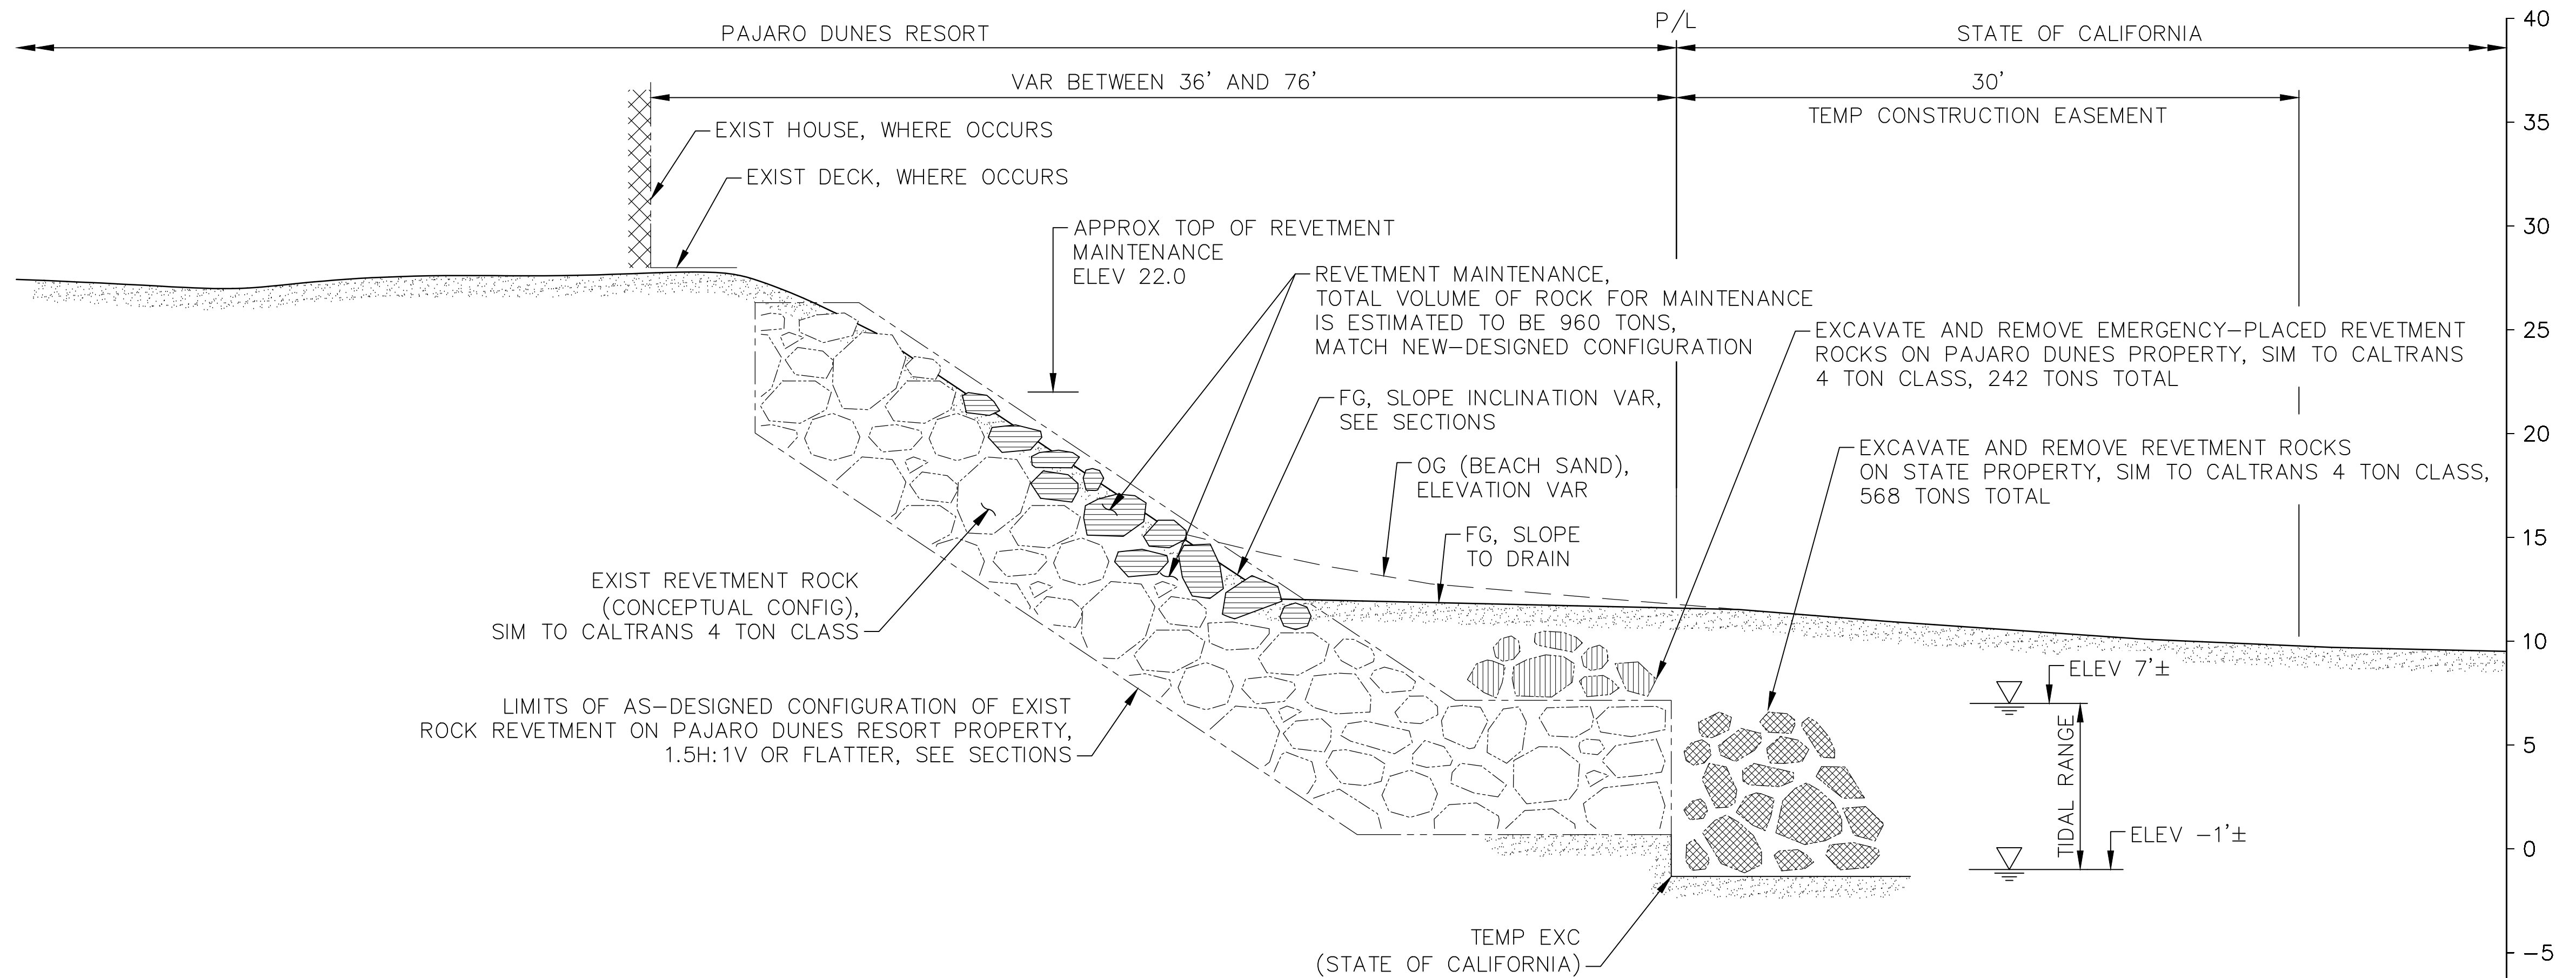 P/L
PAJARO DUNES RESORT
STATE OF CALIFORNIA
VAR BETWEEN 36' AND 76'
30'
TEMP CONSTRUCTION EASEMENT
EXIST HOUSE, WHERE OCCURS
EXIST DECK, WHERE OCCURS
APPROX TOP OF REVETMENT
MAINTENANCE
ELEV 22.0
REVETMENT MAINTENANCE,
TOTAL VOLUME OF ROCK FOR MAINTENANCE
IS ESTIMATED TO BE 960 TONS,
MATCH NEW-DESIGNED CONFIGURATION
EXCAVATE AND REMOVE EMERGENCY-PLACED REVETMENT
ROCKS ON PAJARO DUNES PROPERTY, SIM TO CALTRANS
4 TON CLASS, 242 TONS TOTAL
FG, SLOPE INCLINATION VAR,
SEE SECTIONS
EXCAVATE AND REMOVE REVETMENT ROCKS
ON STATE PROPERTY, SIM TO CALTRANS 4 TON CLASS,
568 TONS TOTAL
OG (BEACH SAND),
ELEVATION VAR
FG, SLOPE
TO DRAIN
EXIST REVETMENT ROCK
(CONCEPTUAL CONFIG),
SIM TO CALTRANS 4 TON CLASS
LIMITS OF AS-DESIGNED CONFIGURATION OF EXIST
ROCK REVETMENT ON PAJARO DUNES RESORT PROPERTY,
1.5H:1V OR FLATTER, SEE SECTIONS
ELEV 7'±
TIDAL RANGE
ELEV -1'±
TEMP EXC
(STATE OF CALIFORNIA)
40
35
30
25
20
15
10
5
0
-5